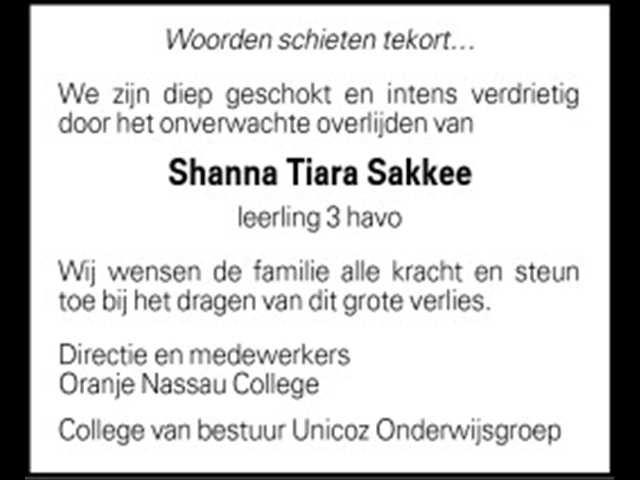 Woorden schieten tekort...
We zijn diep geschokt en intens verdrietig
door het onverwachte overlijden van
Shanna Tiara Sakkee
leerling 3 havo
Wij wensen de familie alle kracht en steun
toe bij het dragen van dit grote verlies.
Directie en medewerkers
Oranje Nassau College
College van bestuur Unicoz Onderwijsgroep